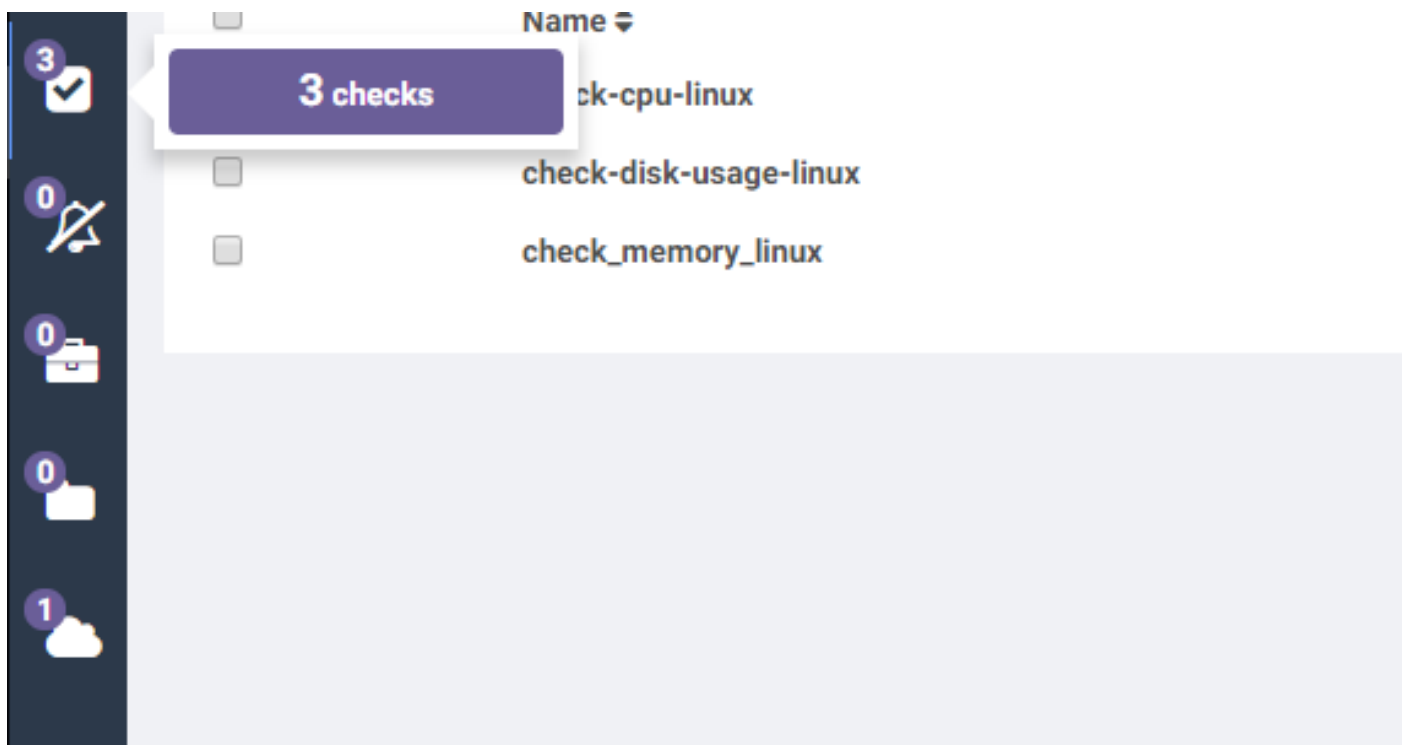 Name
3
3 checks
ck-cpu-linux
check-disk-usage-linux
0
check_memory_linux
0
0
1